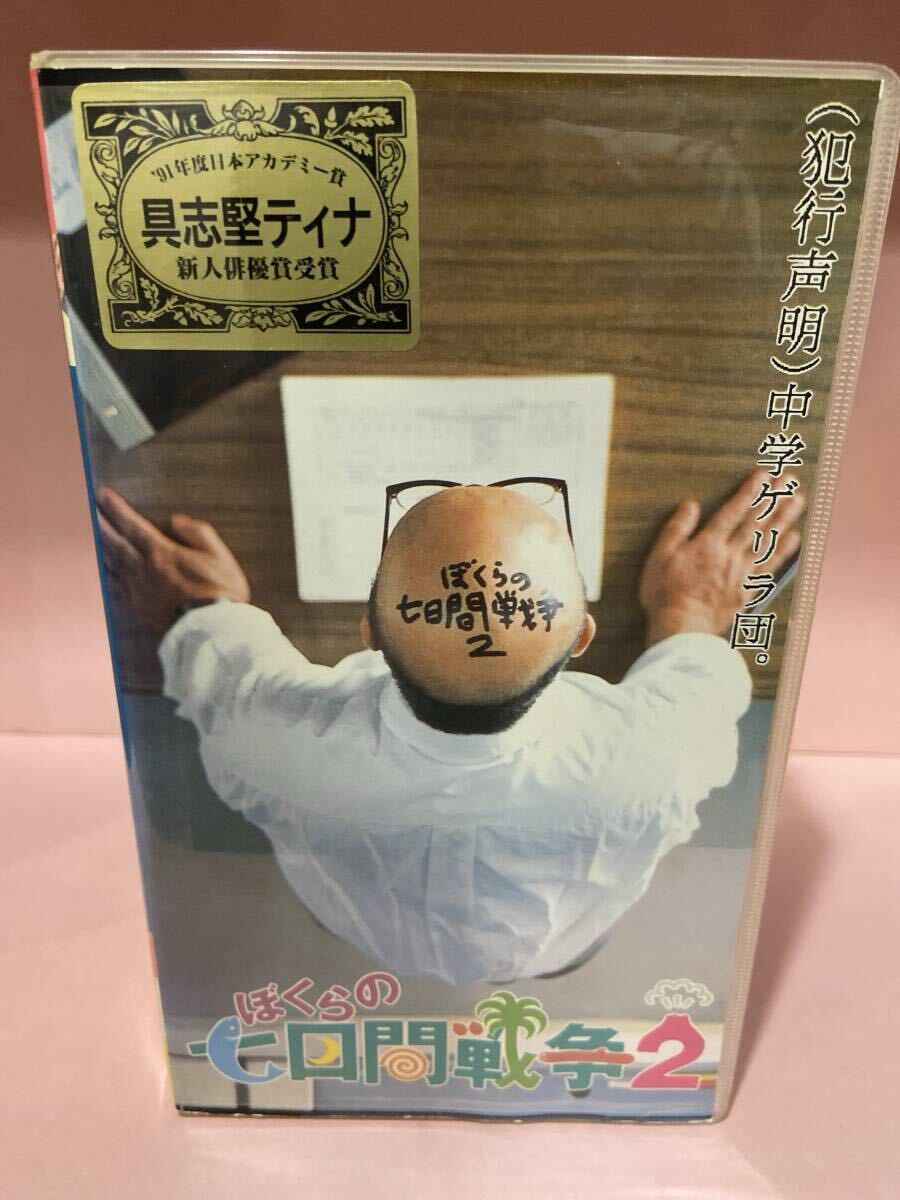 '91年度日本アカデミー賞
具志堅ティナ
新人俳優賞受賞
(犯行声明)中学ゲリラ団。
ぼくらの
七日間戦争
2
ぼくらの
七日間戦争2